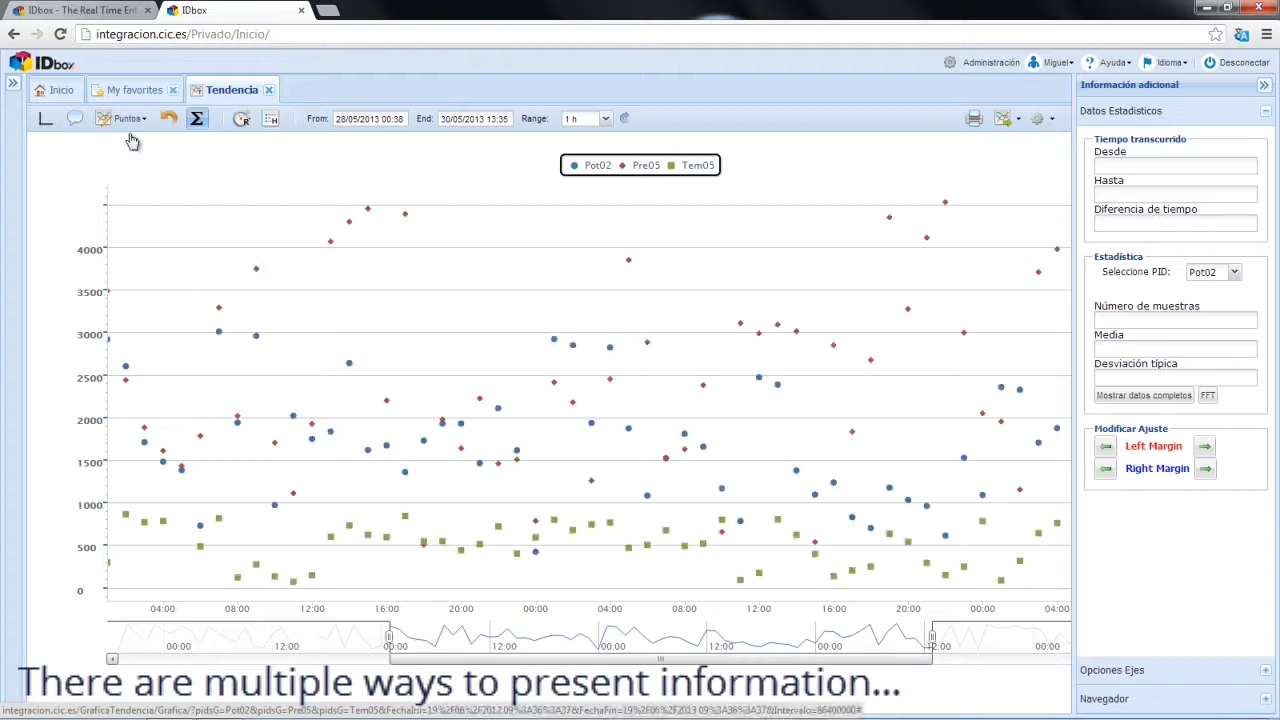 IDbox - The Real Time Ent
IDbox
integracion.cic.es/Privado/Inicio/
IDbox
Administración Miguel Ayuda Idioma Desconectar
Inicio My favorites Tendencia
Puntos Σ R H From: 28/05/2013 00:38 End: 30/05/2013 13:35 Range: 1 h
Pot02 Pre05 Tem05
4000
3500
3000
2500
2000
1500
1000
500
0
04:00 08:00 12:00 16:00 20:00 00:00 04:00 08:00 12:00 16:00 20:00 00:00 04:00
00:00 12:00 00:00 12:00 00:00 12:00 00:00 12:00 00:00
Información adicional
Datos Estadisticos
Tiempo transcurrido
Desde
Hasta
Diferencia de tiempo
Estadística
Seleccione PID: Pot02
Número de muestras
Media
Desviación típica
Mostrar datos completos FFT
Modificar Ajuste
Left Margin
Right Margin
Opciones Ejes
Navegador
There are multiple ways to present information...